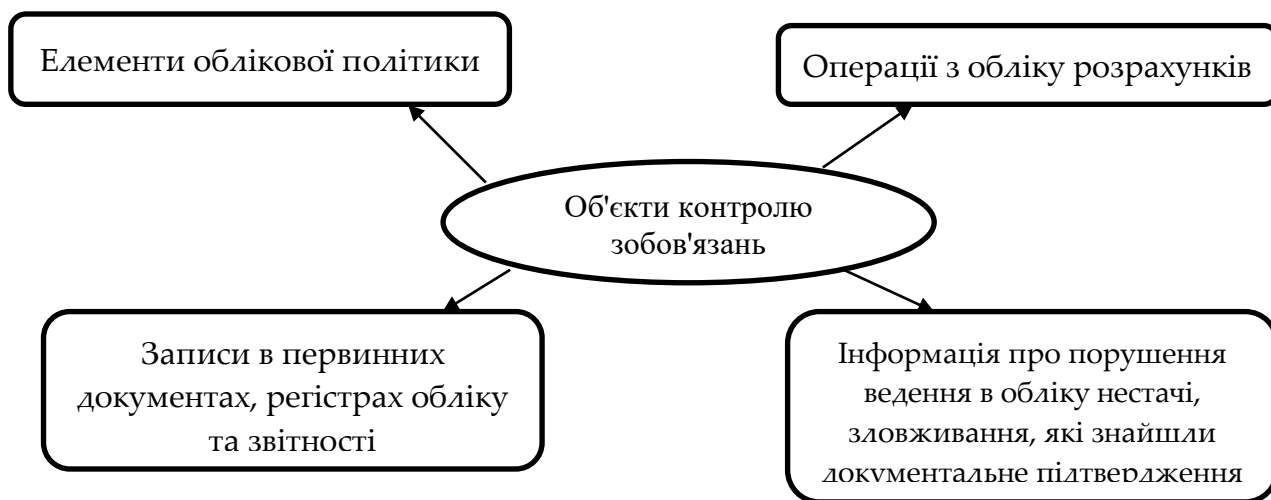 Елементи облікової політики
Операції з обліку розрахунків
Об'єкти контролю
зобов'язань
Записи в первинних
документах, регістрах обліку
та звітності
Інформація про порушення
ведення в обліку нестачі,
зловживання, які знайшли
документальне підтвердження